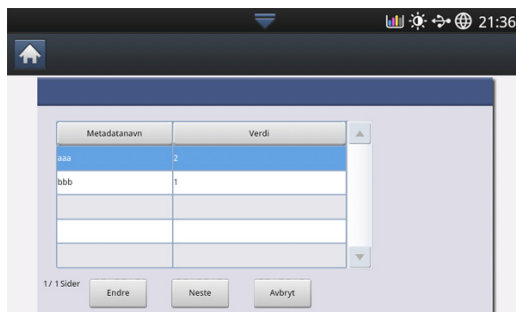 21:36
Metadatanavn Verdi
aaa 2
bbb 1
1/ 1 Sider
Endre Neste Avbryt